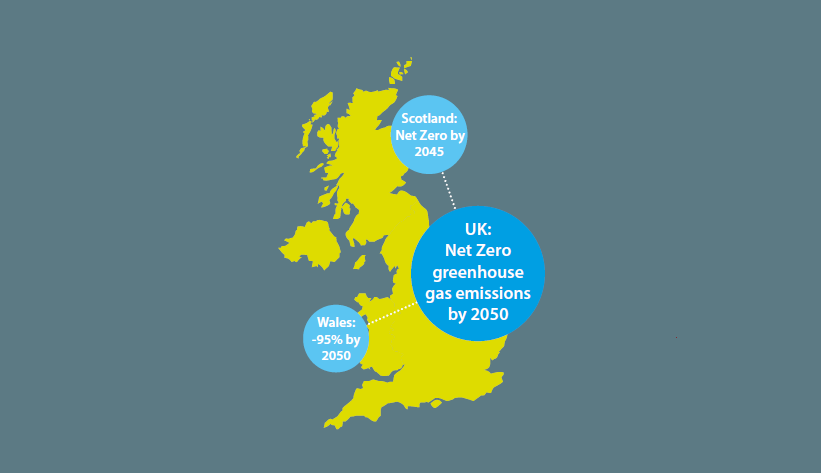 Scotland:
Net Zero by
2045
UK:
Net Zero
greenhouse
gas emissions
by 2050
Wales:
-95% by
2050